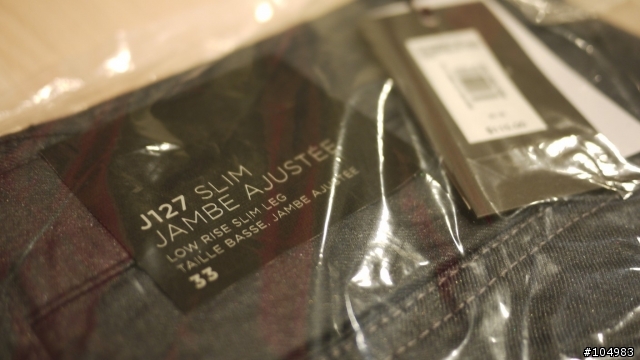 J127 SLIM
JAMBE AJUSTÉE
LOW RISE SLIM LEG
TAILLE BASSE. JAMBE AJUSTÉE
33
#104983